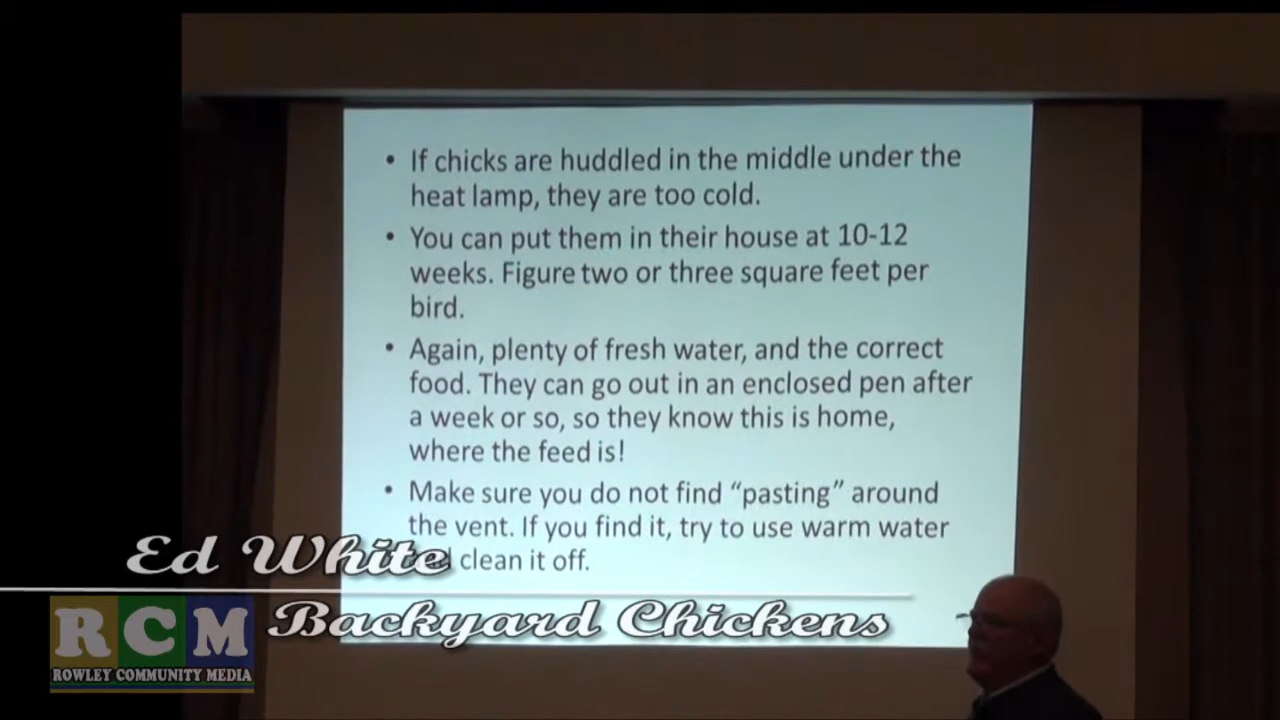 • If chicks are huddled in the middle under the
heat lamp, they are too cold.
• You can put them in their house at 10-12
weeks. Figure two or three square feet per
bird.
• Again, plenty of fresh water, and the correct
food. They can go out in an enclosed pen after
a week or so, so they know this is home,
where the feed is!
• Make sure you do not find “pasting” around
the vent. If you find it, try to use warm water
clean it off.
Ed White
Backyard Chickens
RCM
ROWLEY COMMUNITY MEDIA